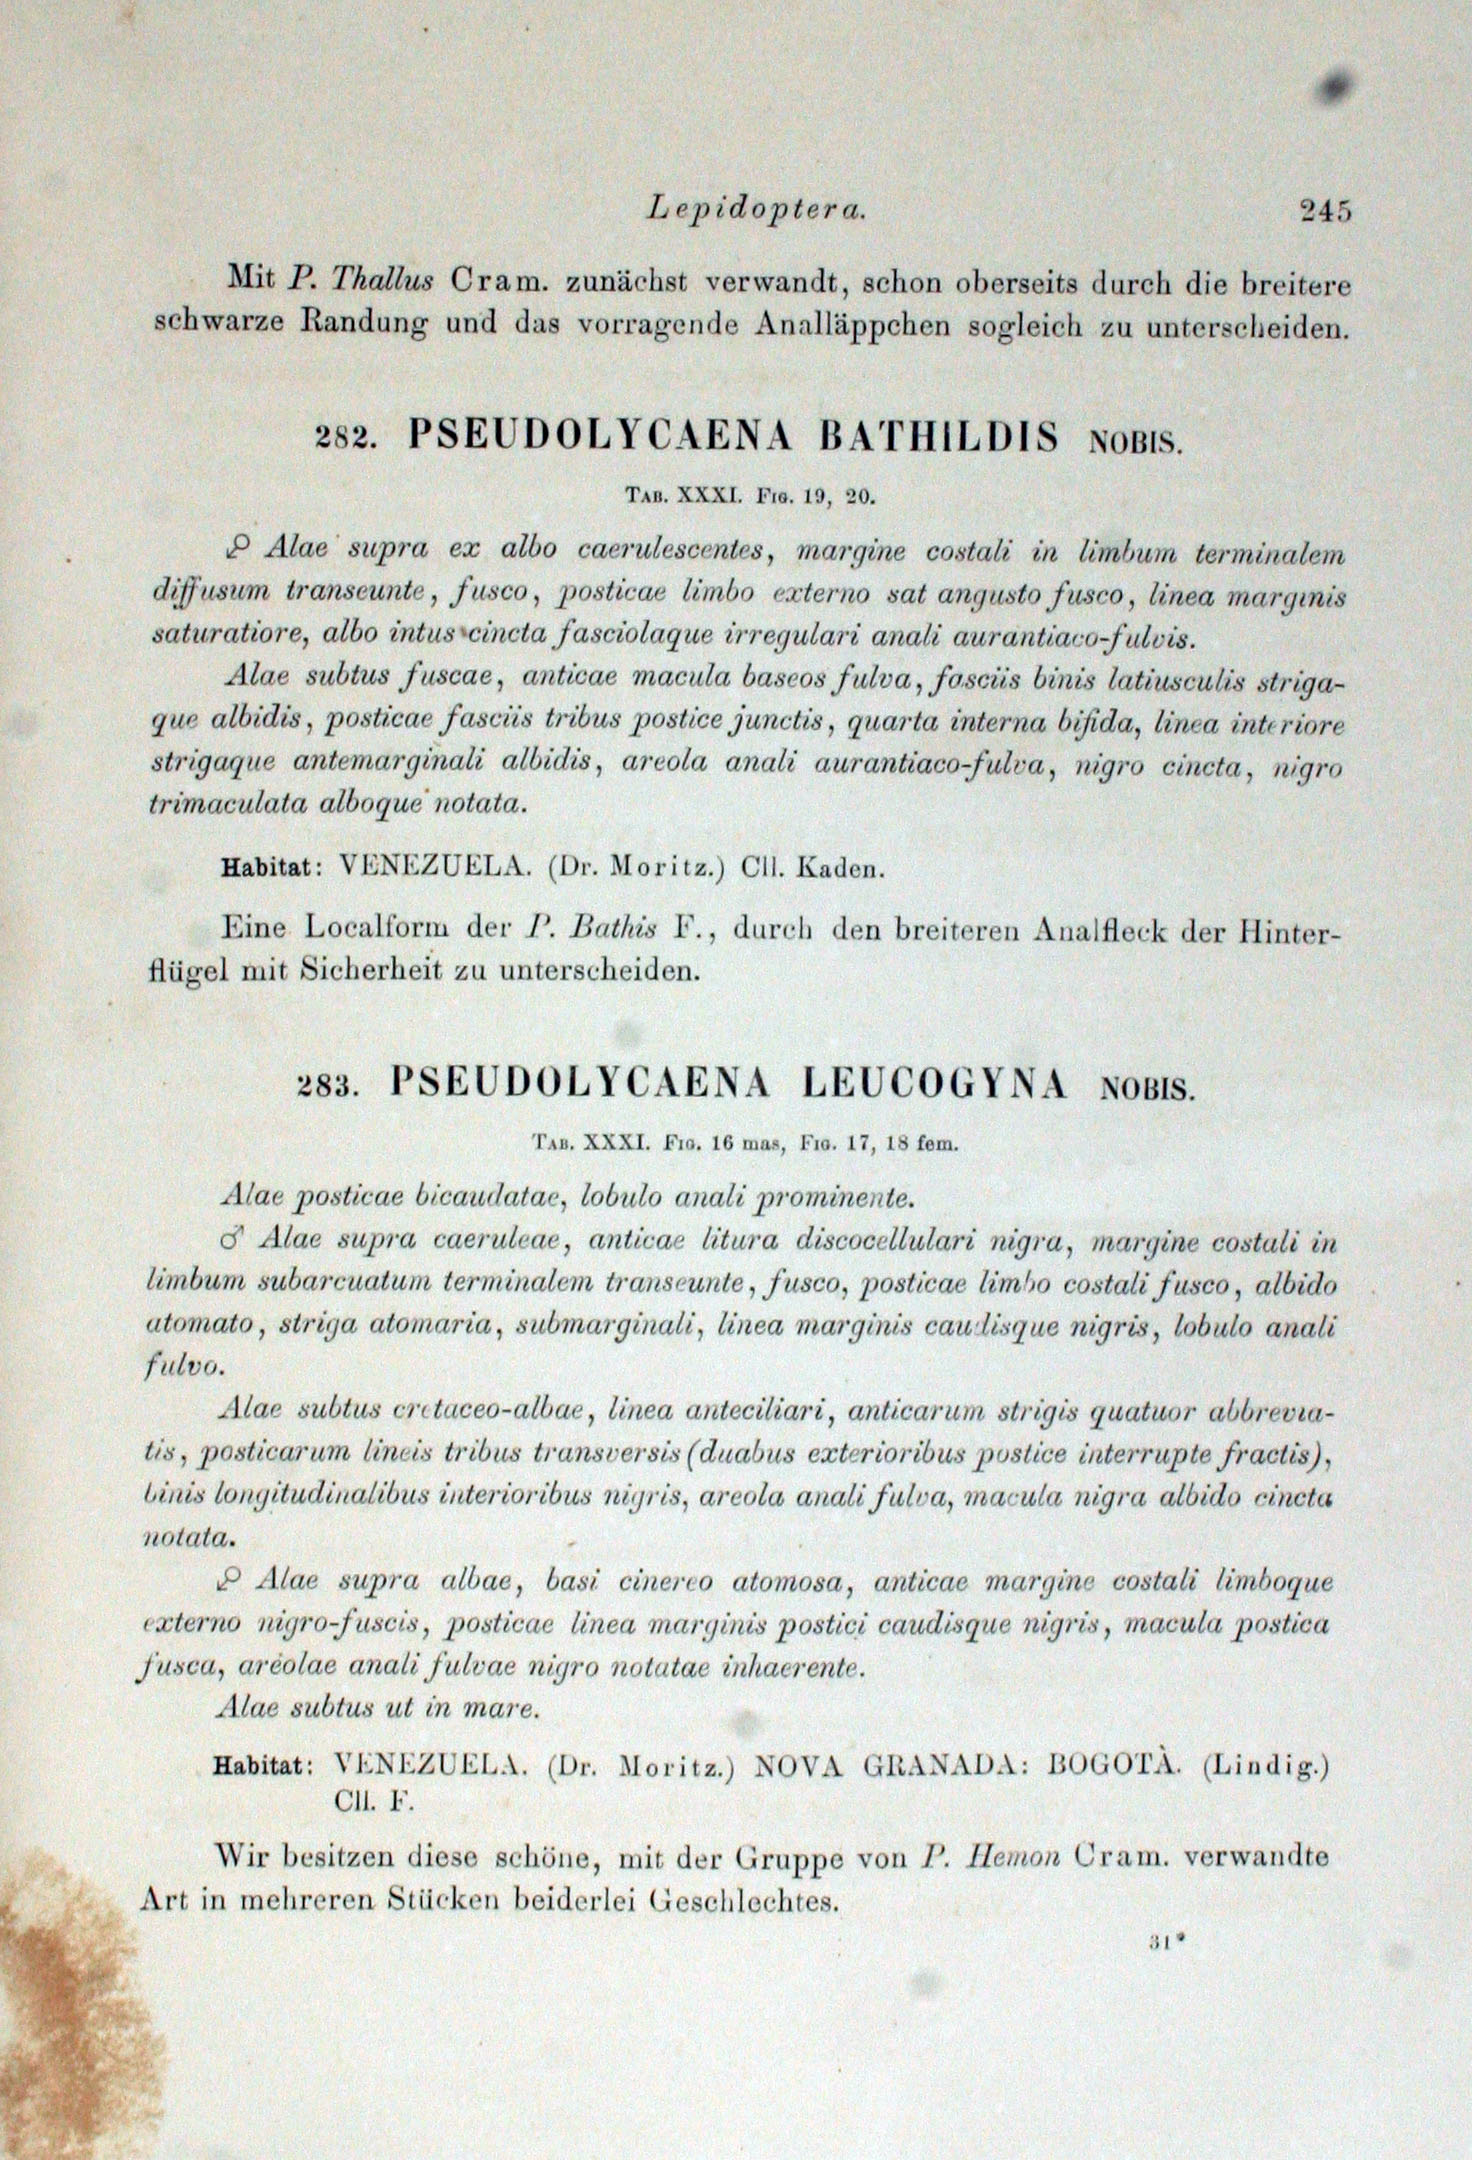 Lepidoptera. 245
Mit P. Thallus Cram. zunächst verwandt, schon oberseits durch die breitere
schwarze Randung und das vorragende Analläppchen sogleich zu unterscheiden.
282. PSEUDOLYCAENA BATHILDIS NOBIS.
TAB. XXXI. FIG. 19, 20.
♀ Alae supra ex albo caerulescentes, margine costali in limbum terminalem
diffusum transeunte, fusco, posticae limbo externo sat angusto fusco, linea marginis
saturatiore, albo intus cincta fasciolaque irregulari anali aurantiaco-fulvis.
Alae subtus fuscae, anticae macula baseos fulva, fasciis binis latiusculis striga-
que albidis, posticae fasciis tribus postice junctis, quarta interna bifida, linea interiore
strigaque antemarginali albidis, areola anali aurantiaco-fulva, nigro cincta, nigro
trimaculata alboque notata.
Habitat: VENEZUELA. (Dr. Moritz.) Cll. Kaden.
Eine Localform der P. Bathis F., durch den breiteren Analfleck der Hinter-
flügel mit Sicherheit zu unterscheiden.
283. PSEUDOLYCAENA LEUCOGYNA NOBIS.
TAB. XXXI. FIG. 16 mas, FIG. 17, 18 fem.
Alae posticae bicaudatae, lobulo anali prominente.
♂ Alae supra caeruleae, anticae litura discocellulari nigra, margine costali in
limbum subarcuatum terminalem transeunte, fusco, posticae limbo costali fusco, albido
atomato, striga atomaria, submarginali, linea marginis caudisque nigris, lobulo anali
fulvo.
Alae subtus cretaceo-albae, linea anteciliari, anticarum strigis quatuor abbrevia-
tis, posticarum lineis tribus transversis (duabus exterioribus postice interrupte fractis),
binis longitudinalibus interioribus nigris, areola anali fulva, macula nigra albido cincta
notata.
♀ Alae supra albae, basi cinereo atomosa, anticae margine costali limboque
externo nigro-fuscis, posticae linea marginis postici caudisque nigris, macula postica
fusca, areolae anali fulvae nigro notatae inhaerente.
Alae subtus ut in mare.
Habitat: VENEZUELA. (Dr. Moritz.) NOVA GRANADA: BOGOTÀ. (Lindig.)
Cll. F.
Wir besitzen diese schöne, mit der Gruppe von P. Hemon Cram. verwandte
Art in mehreren Stücken beiderlei Geschlechtes.
31*